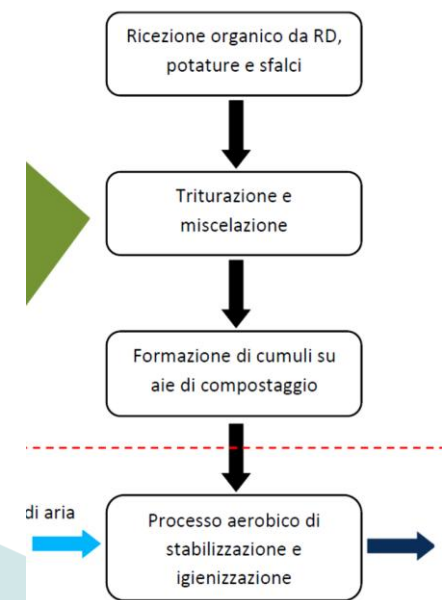 Ricezione organico da RD,
potature e sfalci
Triturazione e
miscelazione
Formazione di cumuli su
aie di compostaggio
di aria
Processo aerobico di
stabilizzazione e
igienizzazione